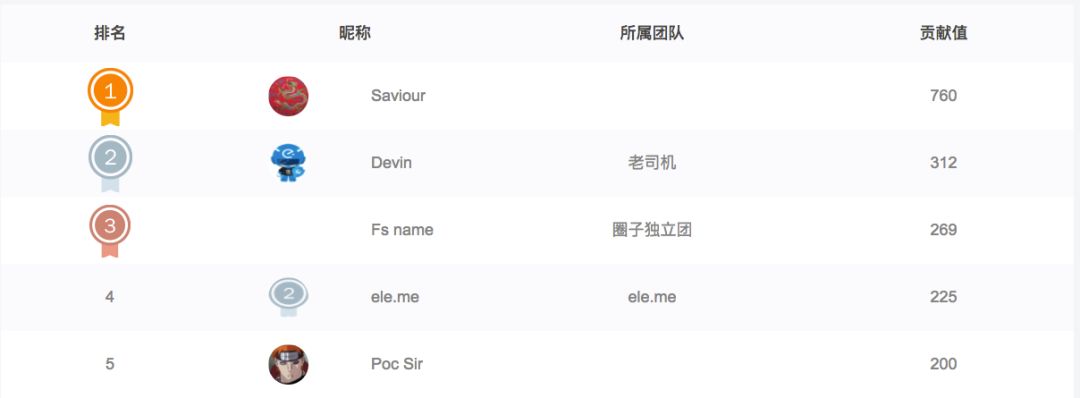 排名 昵称 所属团队 贡献值
1 Saviour 760
2 Devin 老司机 312
3 Fs name 圈子独立团 269
4 2 ele.me ele.me 225
5 Poc Sir 200